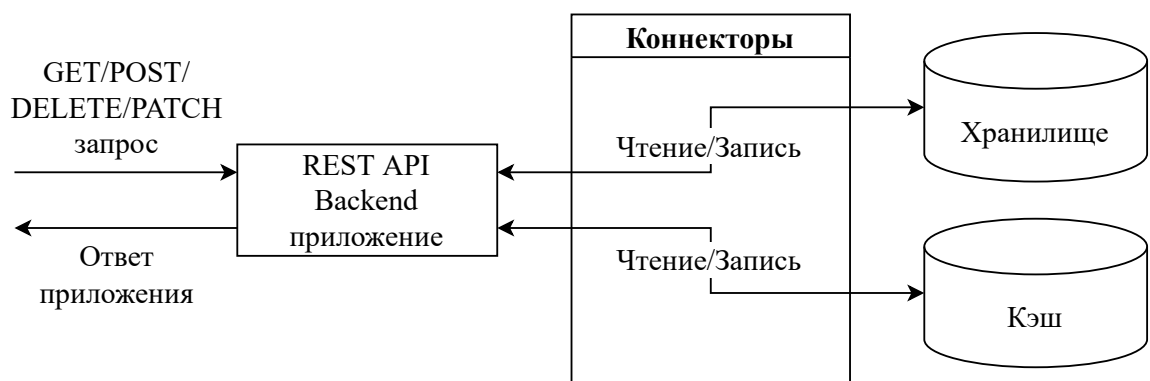 Коннекторы
GET/POST/
DELETE/PATCH
запрос
REST API
Backend
приложение
Ответ
приложения
Чтение/Запись
Чтение/Запись
Хранилище
Кэш